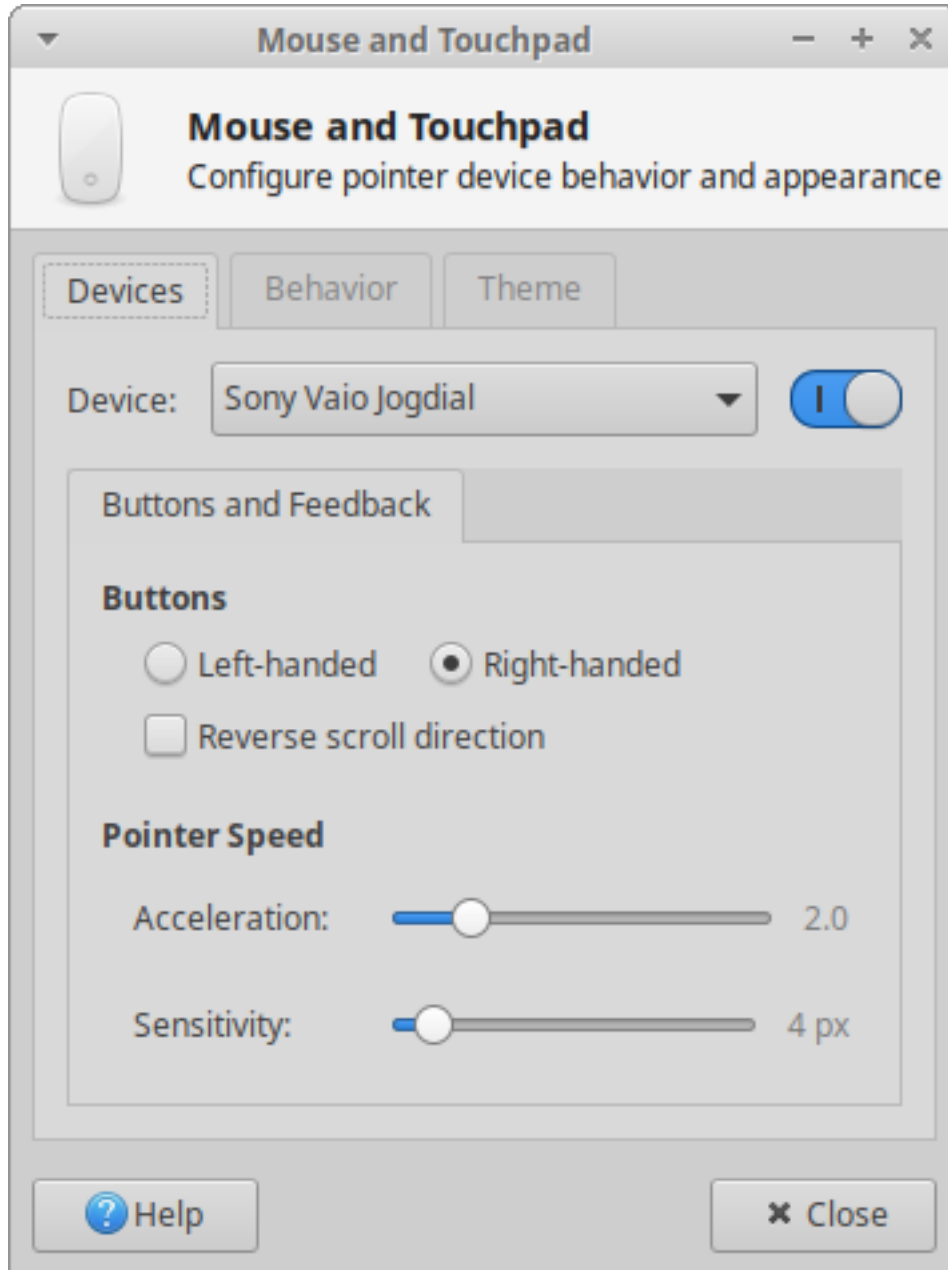 Mouse and Touchpad
Mouse and Touchpad
Configure pointer device behavior and appearance
Devices Behavior Theme
Device: Sony Vaio Jogdial
Buttons and Feedback
Buttons
Left-handed Right-handed
Reverse scroll direction
Pointer Speed
Acceleration: 2.0
Sensitivity: 4 px
Help Close